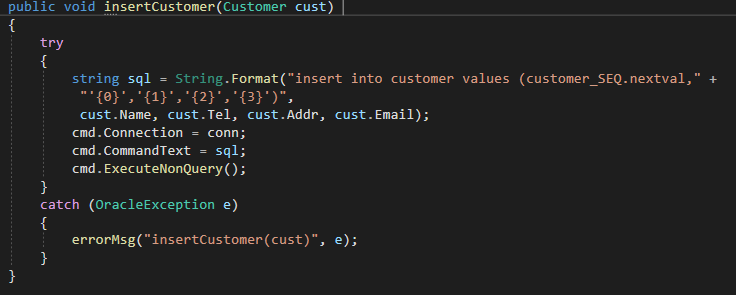 public void insertCustomer(Customer cust)
{
try
{
string sql = String.Format("insert into customer values (customer_SEQ.nextval," +
"'{0}','{1}','{2}','{3}')",
cust.Name, cust.Tel, cust.Addr, cust.Email);
cmd.Connection = conn;
cmd.CommandText = sql;
cmd.ExecuteNonQuery();
}
catch (OracleException e)
{
errorMsg("insertCustomer(cust)", e);
}
}